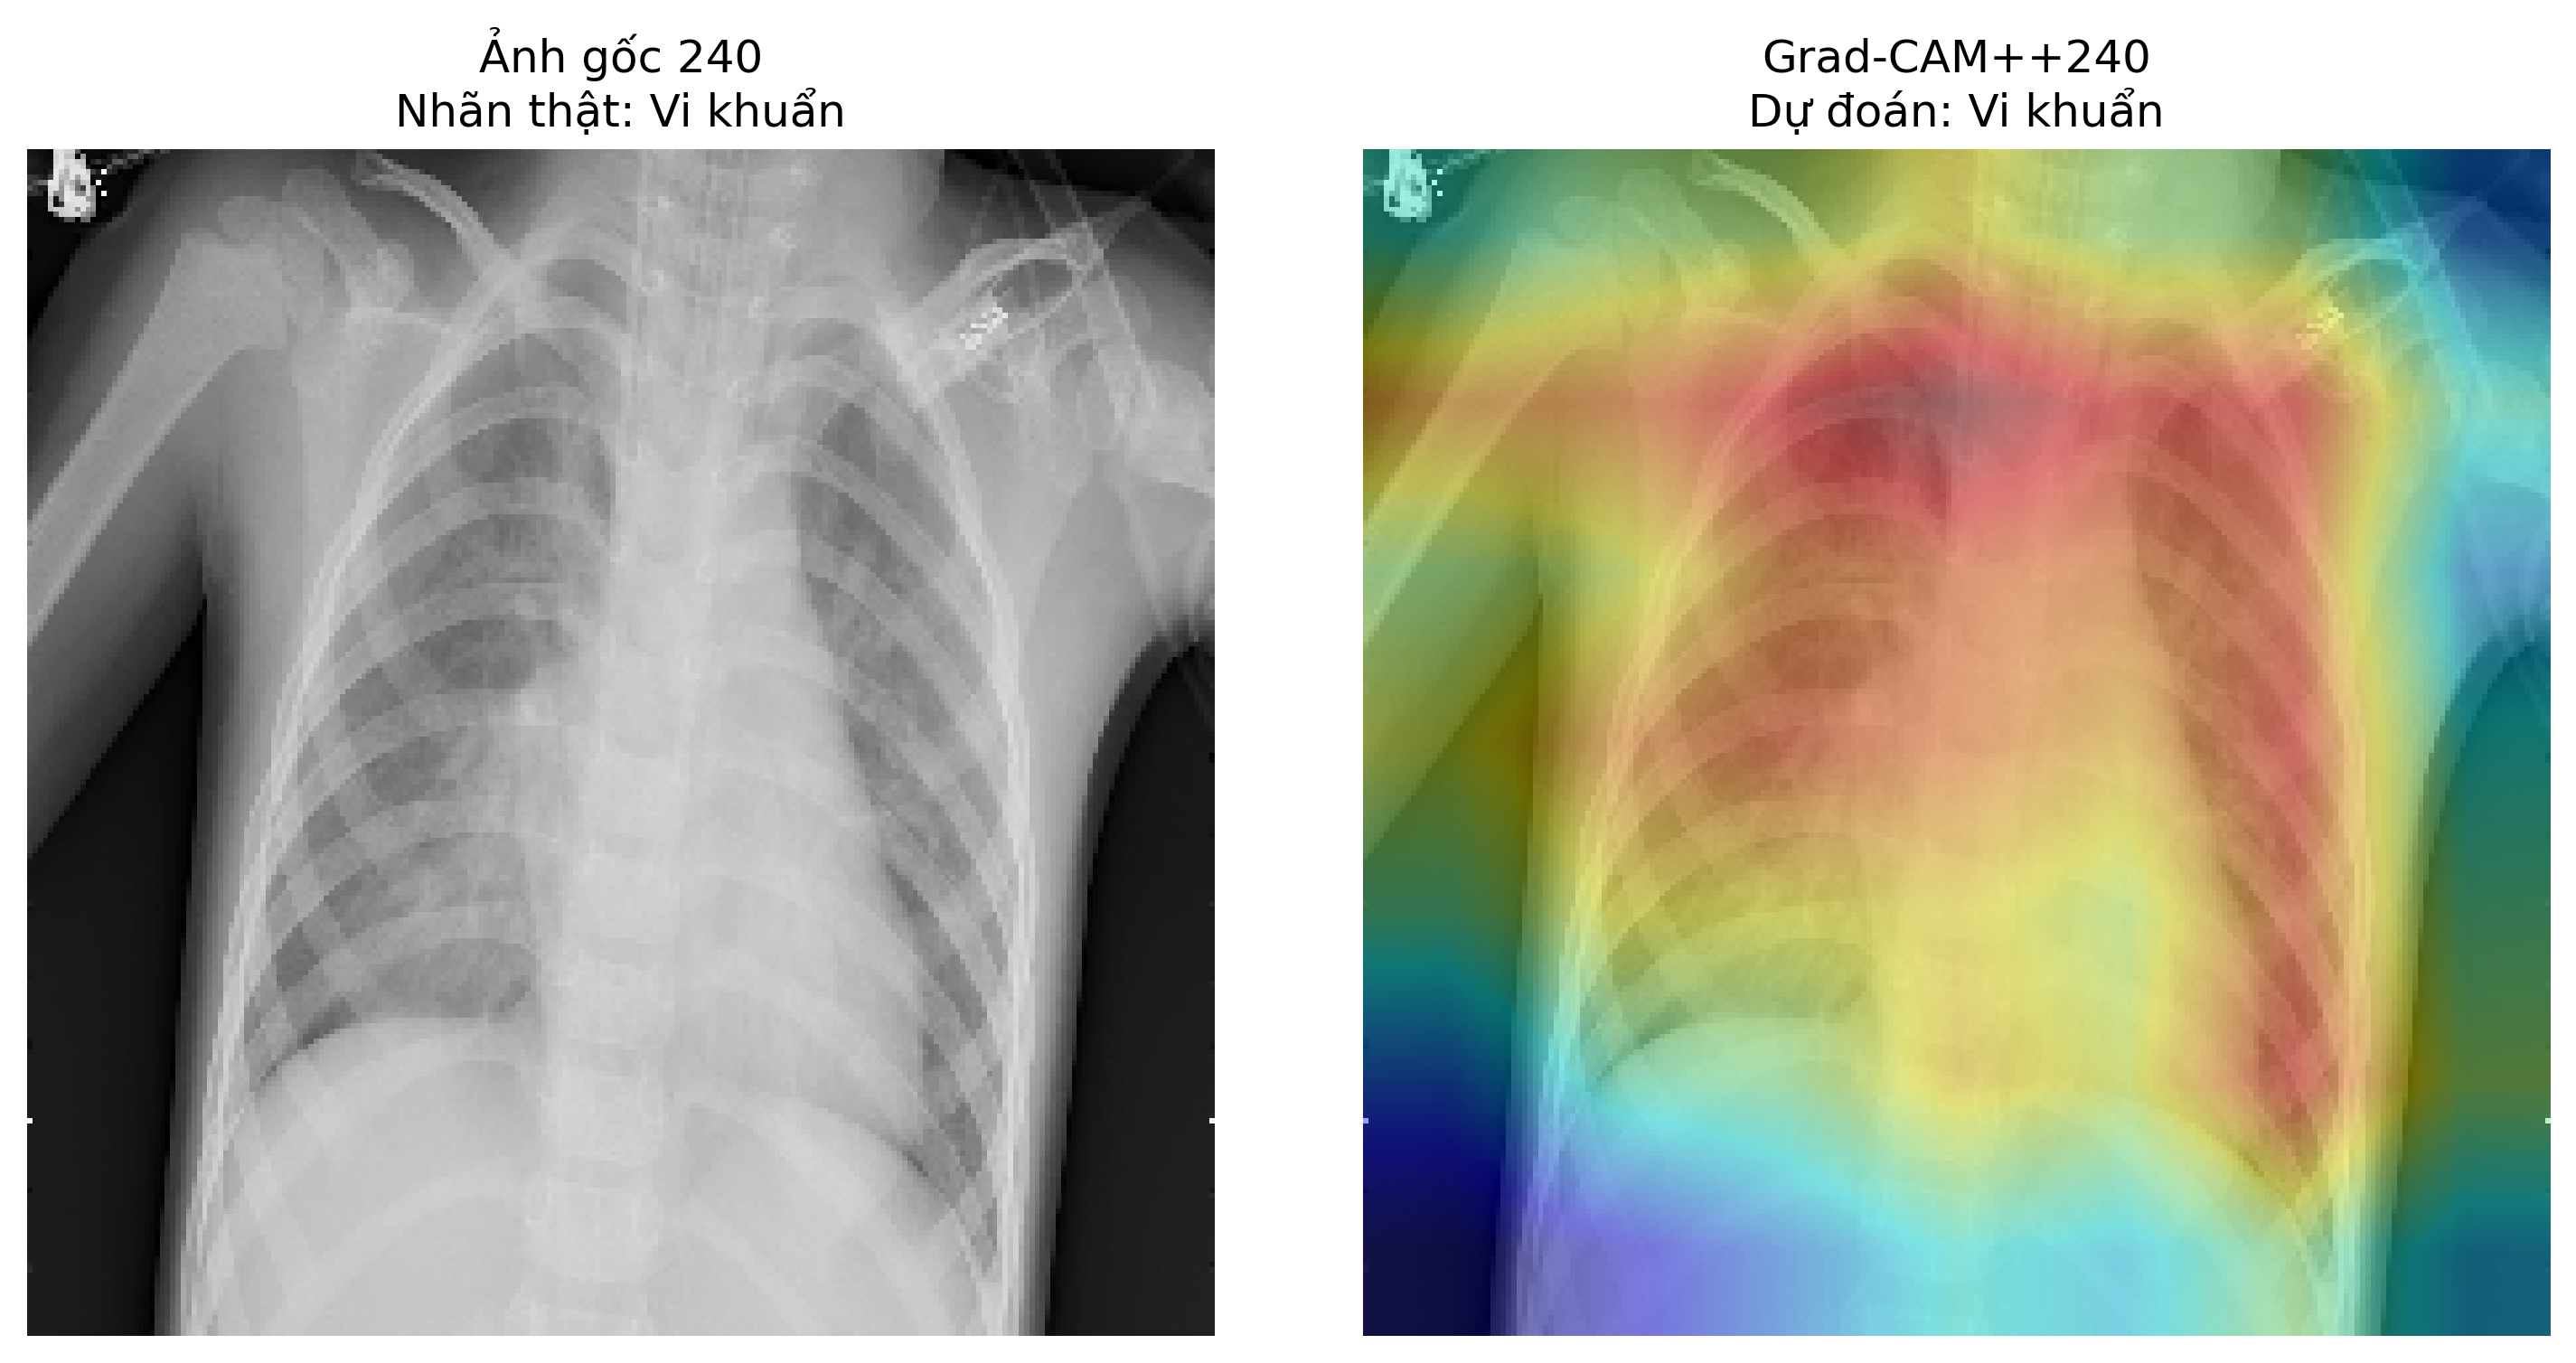 Ảnh gốc 240
Nhãn thật: Vi khuẩn
Grad-CAM++240
Dự đoán: Vi khuẩn